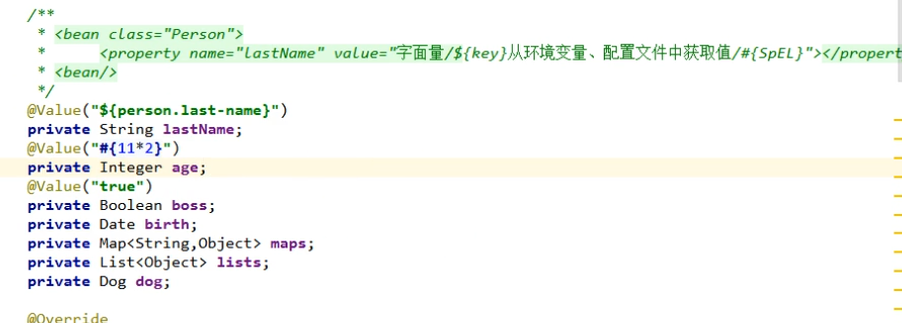 /**
 * <bean class="Person">
 *      <property name="lastName" value="字面量/${key}从环境变量、配置文件中获取值/#{SpEL}"></propert
 * <bean/>
 */
@Value("${person.last-name}")
private String lastName;
@Value("#{11*2}")
private Integer age;
@Value("true")
private Boolean boss;
private Date birth;
private Map<String,Object> maps;
private List<Object> lists;
private Dog dog;
@Override